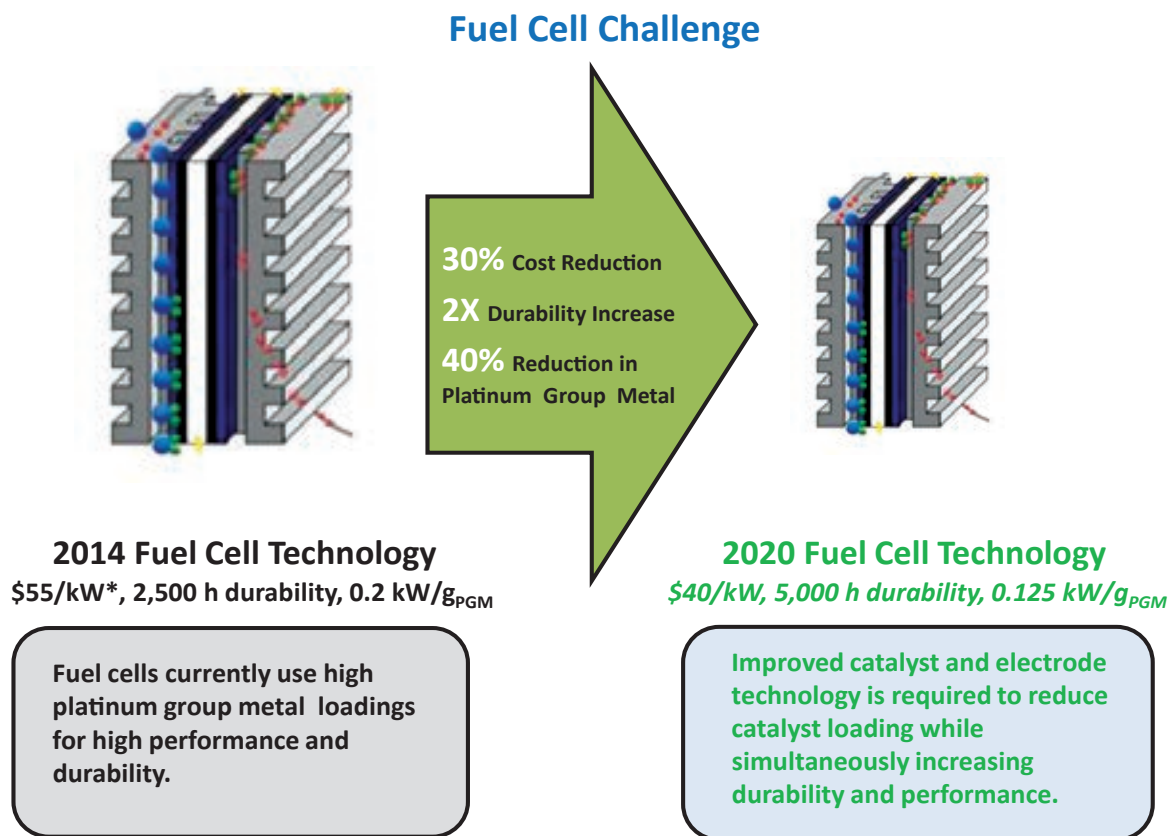 Fuel Cell Challenge
30% Cost Reduction
2X Durability Increase
40% Reduction in
Platinum Group Metal
2014 Fuel Cell Technology
$55/kW*, 2,500 h durability, 0.2 kW/gPGM
Fuel cells currently use high
platinum group metal loadings
for high performance and
durability.
2020 Fuel Cell Technology
$40/kW, 5,000 h durability, 0.125 kW/gPGM
Improved catalyst and electrode
technology is required to reduce
catalyst loading while
simultaneously increasing
durability and performance.